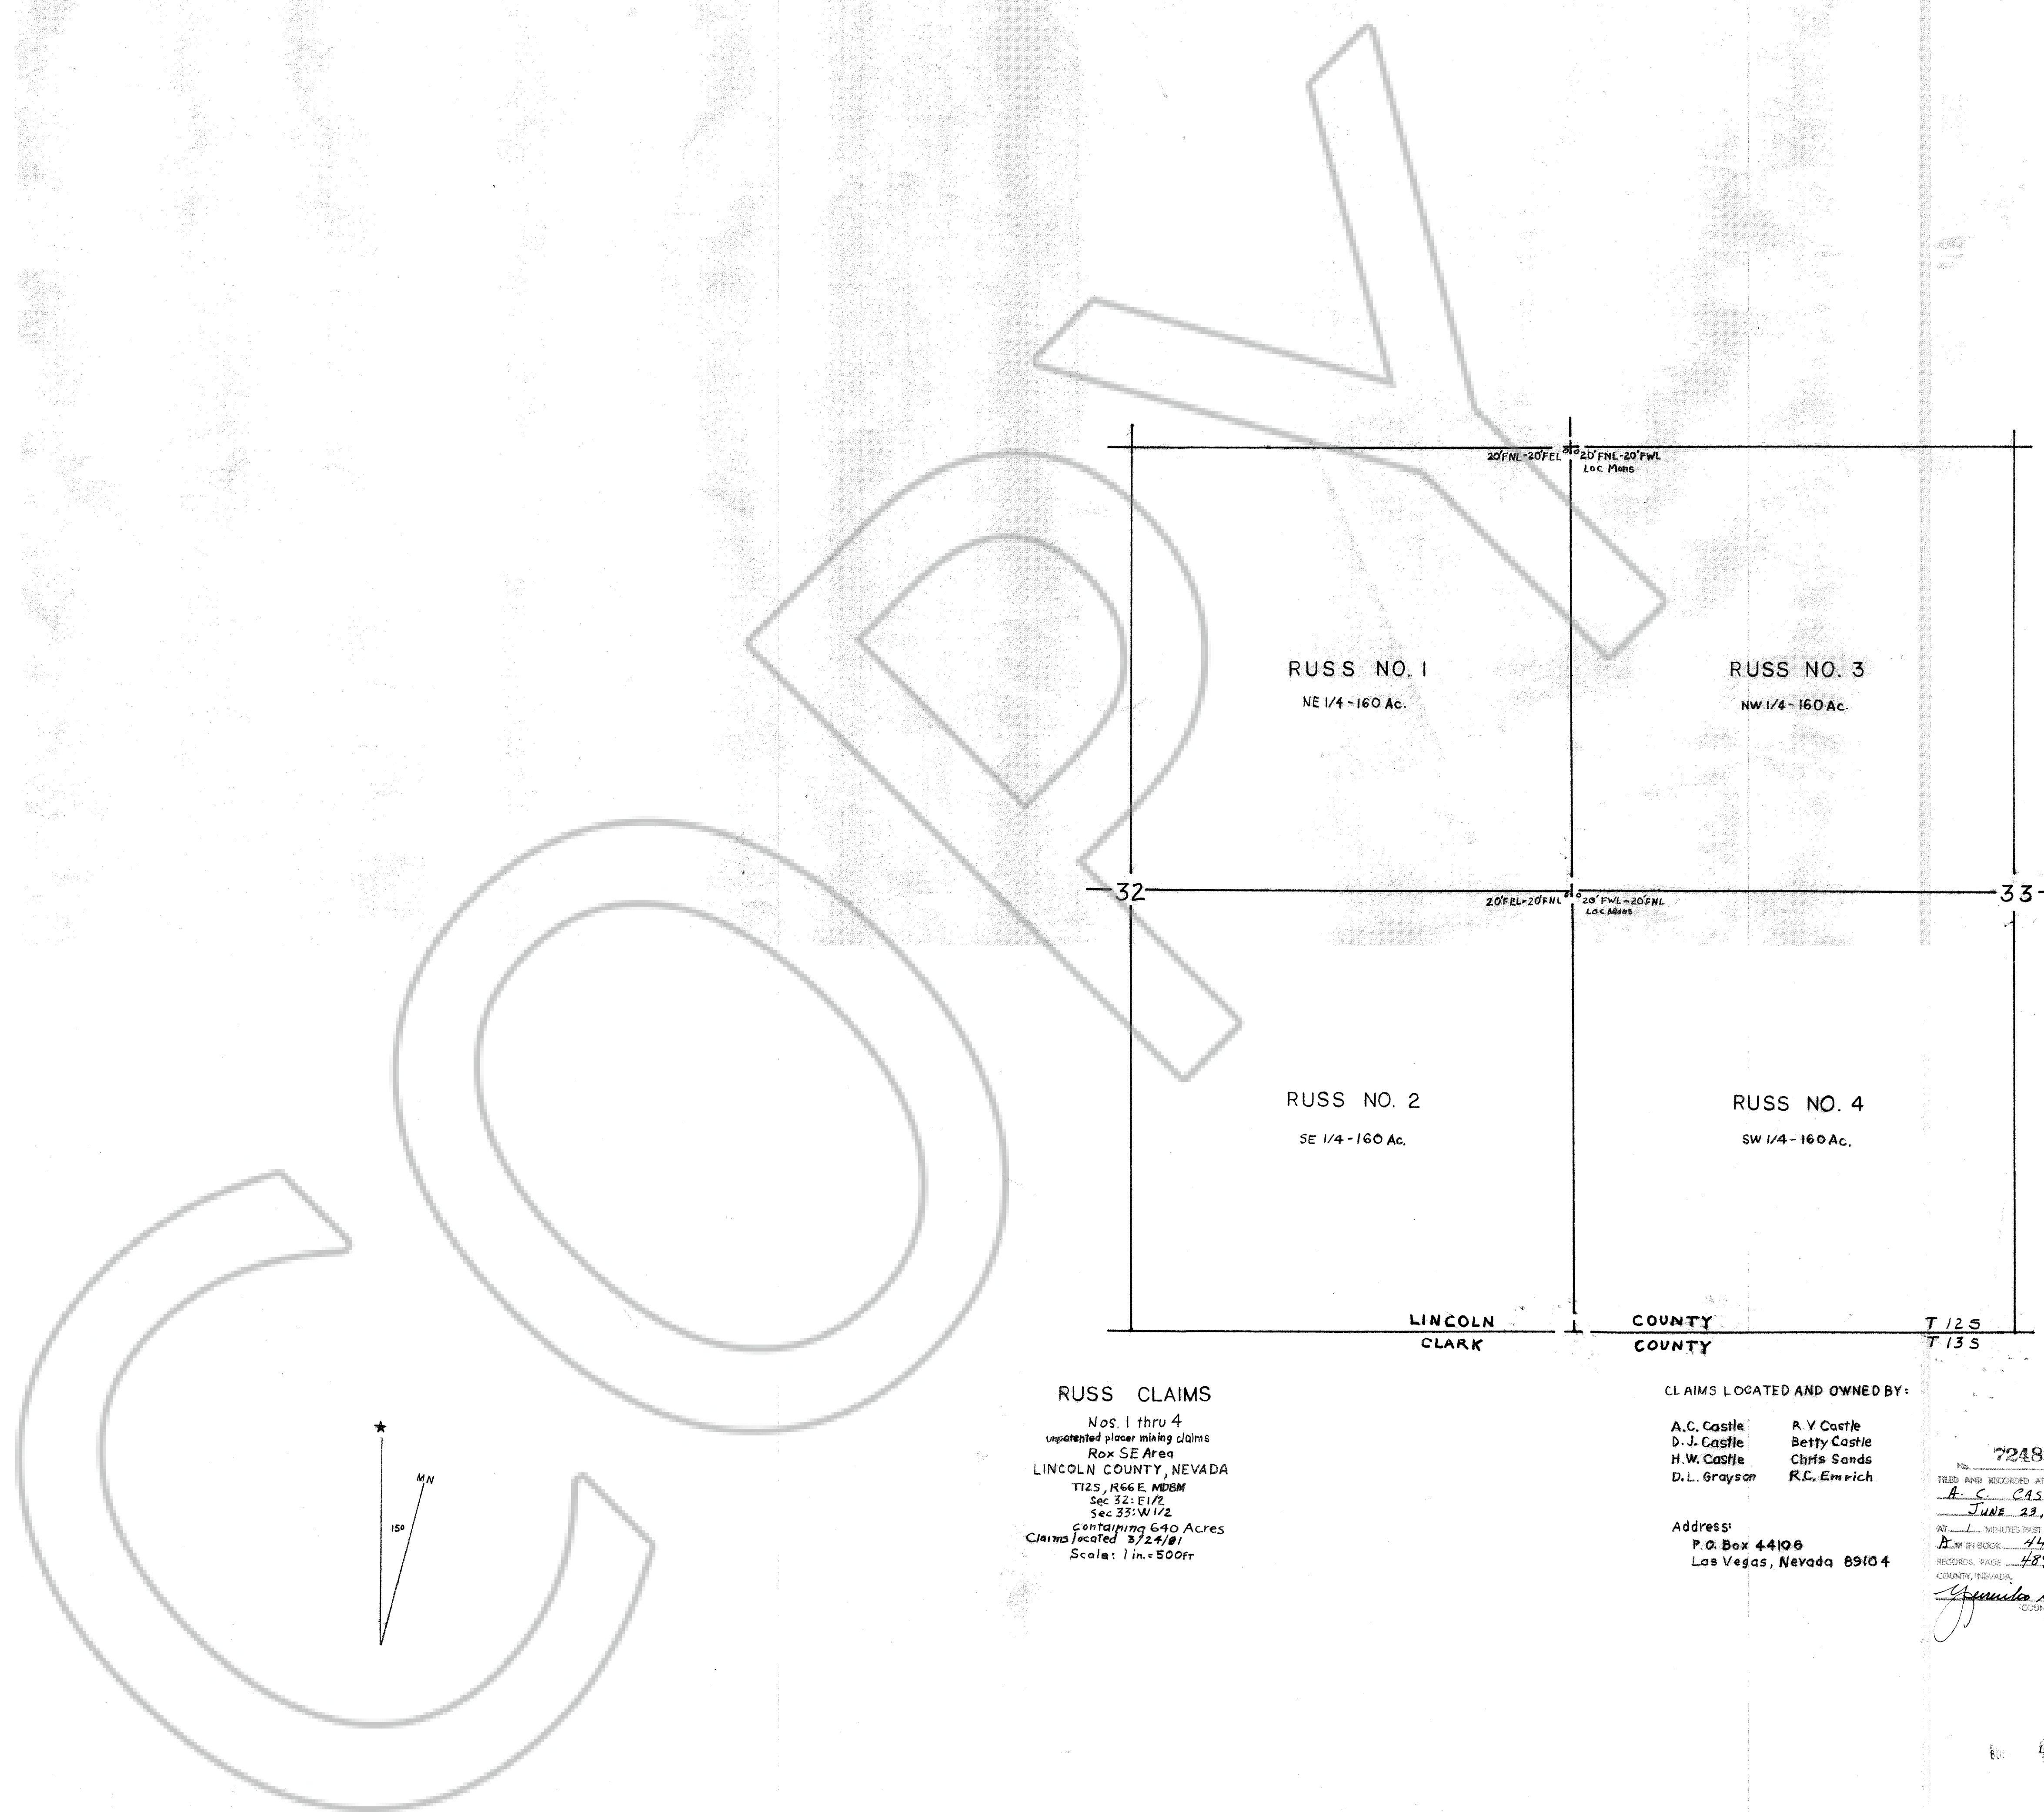 COPY
20'FNL-20'FEL 20'FNL-20'FWL
Loc Mons
RUSS NO. 1
NE 1/4-160 Ac.
RUSS NO. 3
NW 1/4-160 Ac.
32
33
20'FEL-20'FNL 20'FWL-20'FNL
Loc Mons
RUSS NO. 2
SE 1/4-160 Ac.
RUSS NO. 4
SW 1/4-160 Ac.
LINCOLN COUNTY T 12 S
CLARK COUNTY T 13 S
MN
15°
RUSS CLAIMS
Nos. 1 thru 4
unpatented placer mining claims
Rox SE Area
LINCOLN COUNTY, NEVADA
T12S, R66E, MDBM
Sec 32: E1/2
Sec 33: W1/2
Containing 640 Acres
Claims located 3/24/81
Scale: 1 in.=500ft
CLAIMS LOCATED AND OWNED BY:
A.C. Castle R.V. Castle
D.J. Castle Betty Castle
H.W. Castle Chris Sands
D.L. Grayson R.C. Emrich
Address:
P.O. Box 44106
Las Vegas, Nevada 89104
No. 7248
FILED AND RECORDED AT
A. C. CAS
JUNE 23,
AT 1 MINUTES PAST
M IN BOOK 44
RECORDS, PAGE 48
COUNTY, NEVADA.
COUN